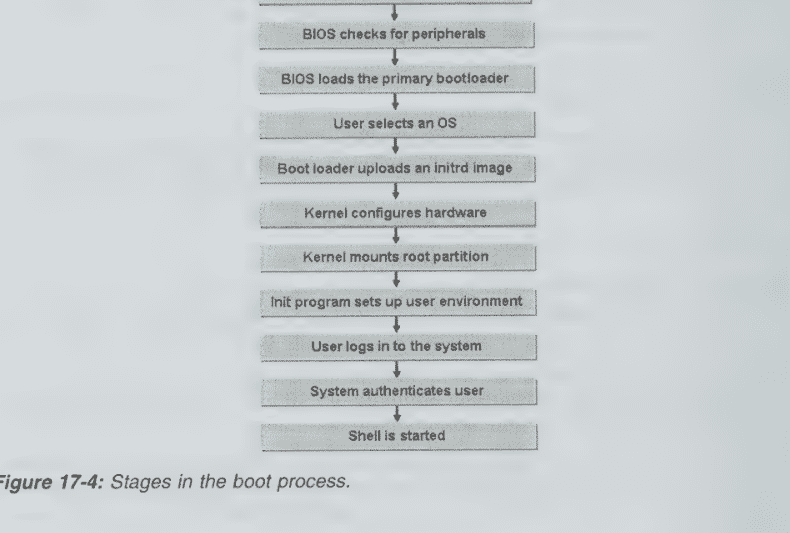 BIOS checks for peripherals
BIOS loads the primary bootloader
User selects an OS
Boot loader uploads an initrd image
Kernel configures hardware
Kernel mounts root partition
Init program sets up user environment
User logs in to the system
System authenticates user
Shell is started
Figure 17-4: Stages in the boot process.